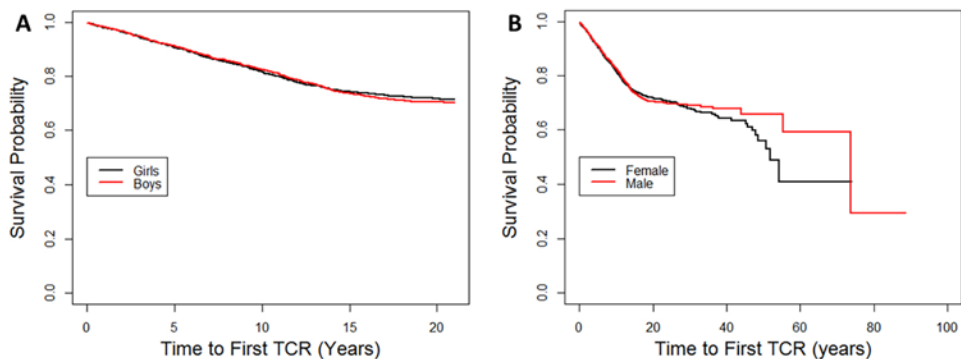 A
Survival Probability
1.0
0.8
0.6
0.4
0.2
0.0
Girls
Boys
0 5 10 15 20
Time to First TCR (Years)
B
Survival Probability
1.0
0.8
0.6
0.4
0.2
0.0
Female
Male
0 20 40 60 80 100
Time to First TCR (years)